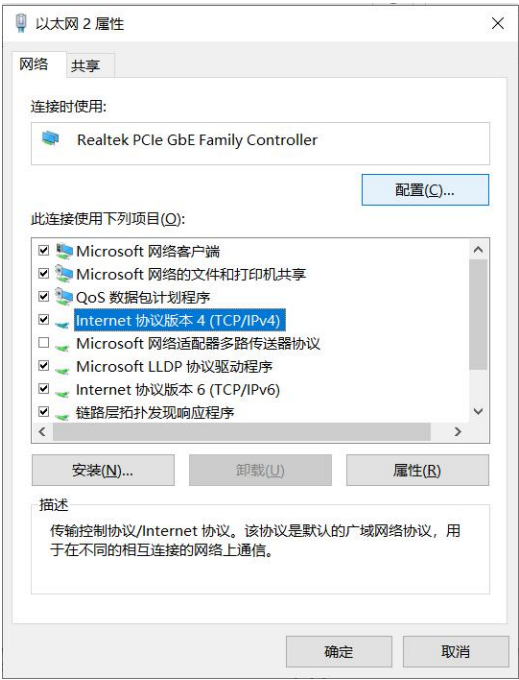 以太网 2 属性
网络
共享
连接时使用:
Realtek PCIe GbE Family Controller
配置(C)...
此连接使用下列项目(O):
Microsoft 网络客户端
Microsoft 网络的文件和打印机共享
QoS 数据包计划程序
Internet 协议版本 4 (TCP/IPv4)
Microsoft 网络适配器多路传送器协议
Microsoft LLDP 协议驱动程序
Internet 协议版本 6 (TCP/IPv6)
链路层拓扑发现响应程序
安装(N)...
卸载(U)
属性(R)
描述
传输控制协议/Internet 协议。该协议是默认的广域网络协议，用
于在不同的相互连接的网络上通信。
确定
取消